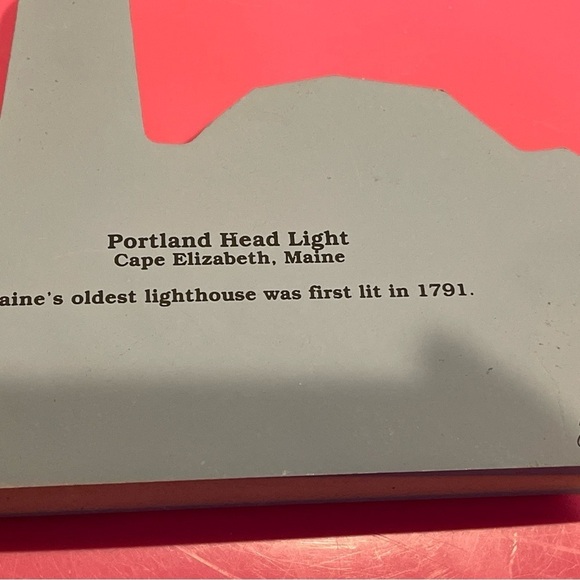 Portland Head Light
Cape Elizabeth, Maine
aine's oldest lighthouse was first lit in 1791.